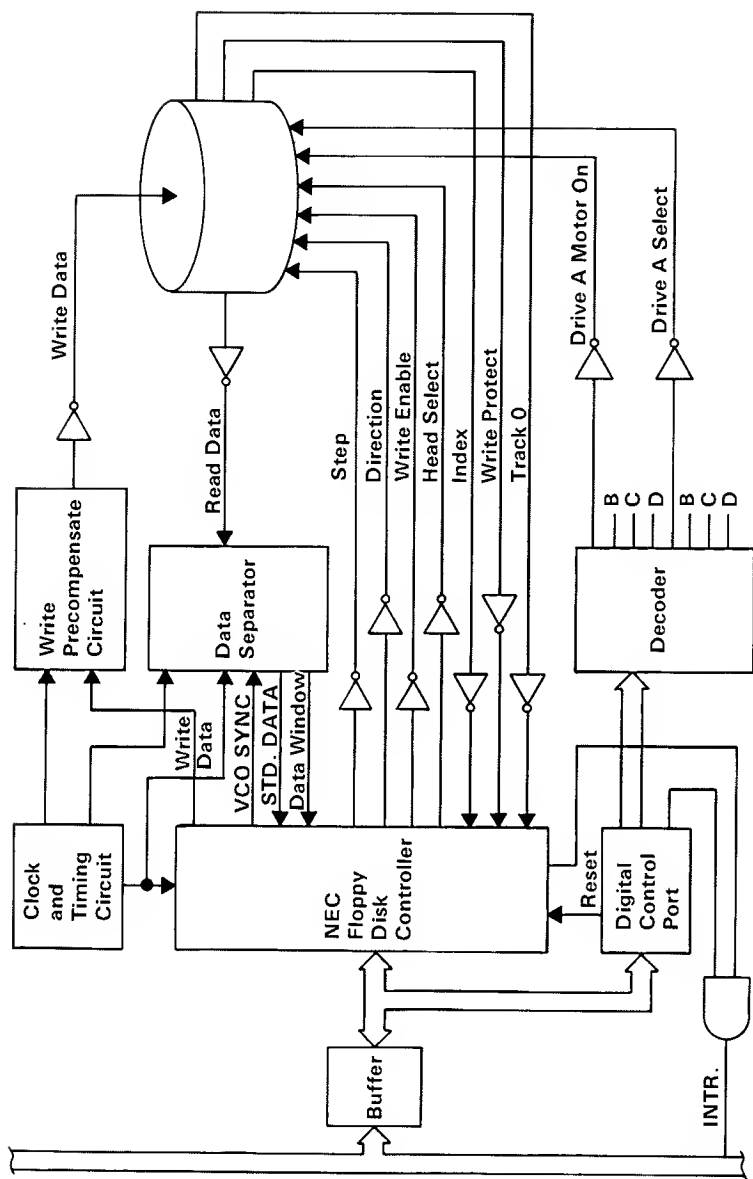 Clock
and
Timing
Circuit
Write
Precompensate
Circuit
Write Data
Write
Data
VCO SYNC
STD. DATA
Data Window
Data
Separator
Read Data
Step
Direction
Write Enable
Head Select
Index
Write Protect
Track 0
NEC
Floppy
Disk
Controller
Buffer
Reset
Digital
Control
Port
Decoder
B
C
D
B
C
D
Drive A Motor On
Drive A Select
INTR.